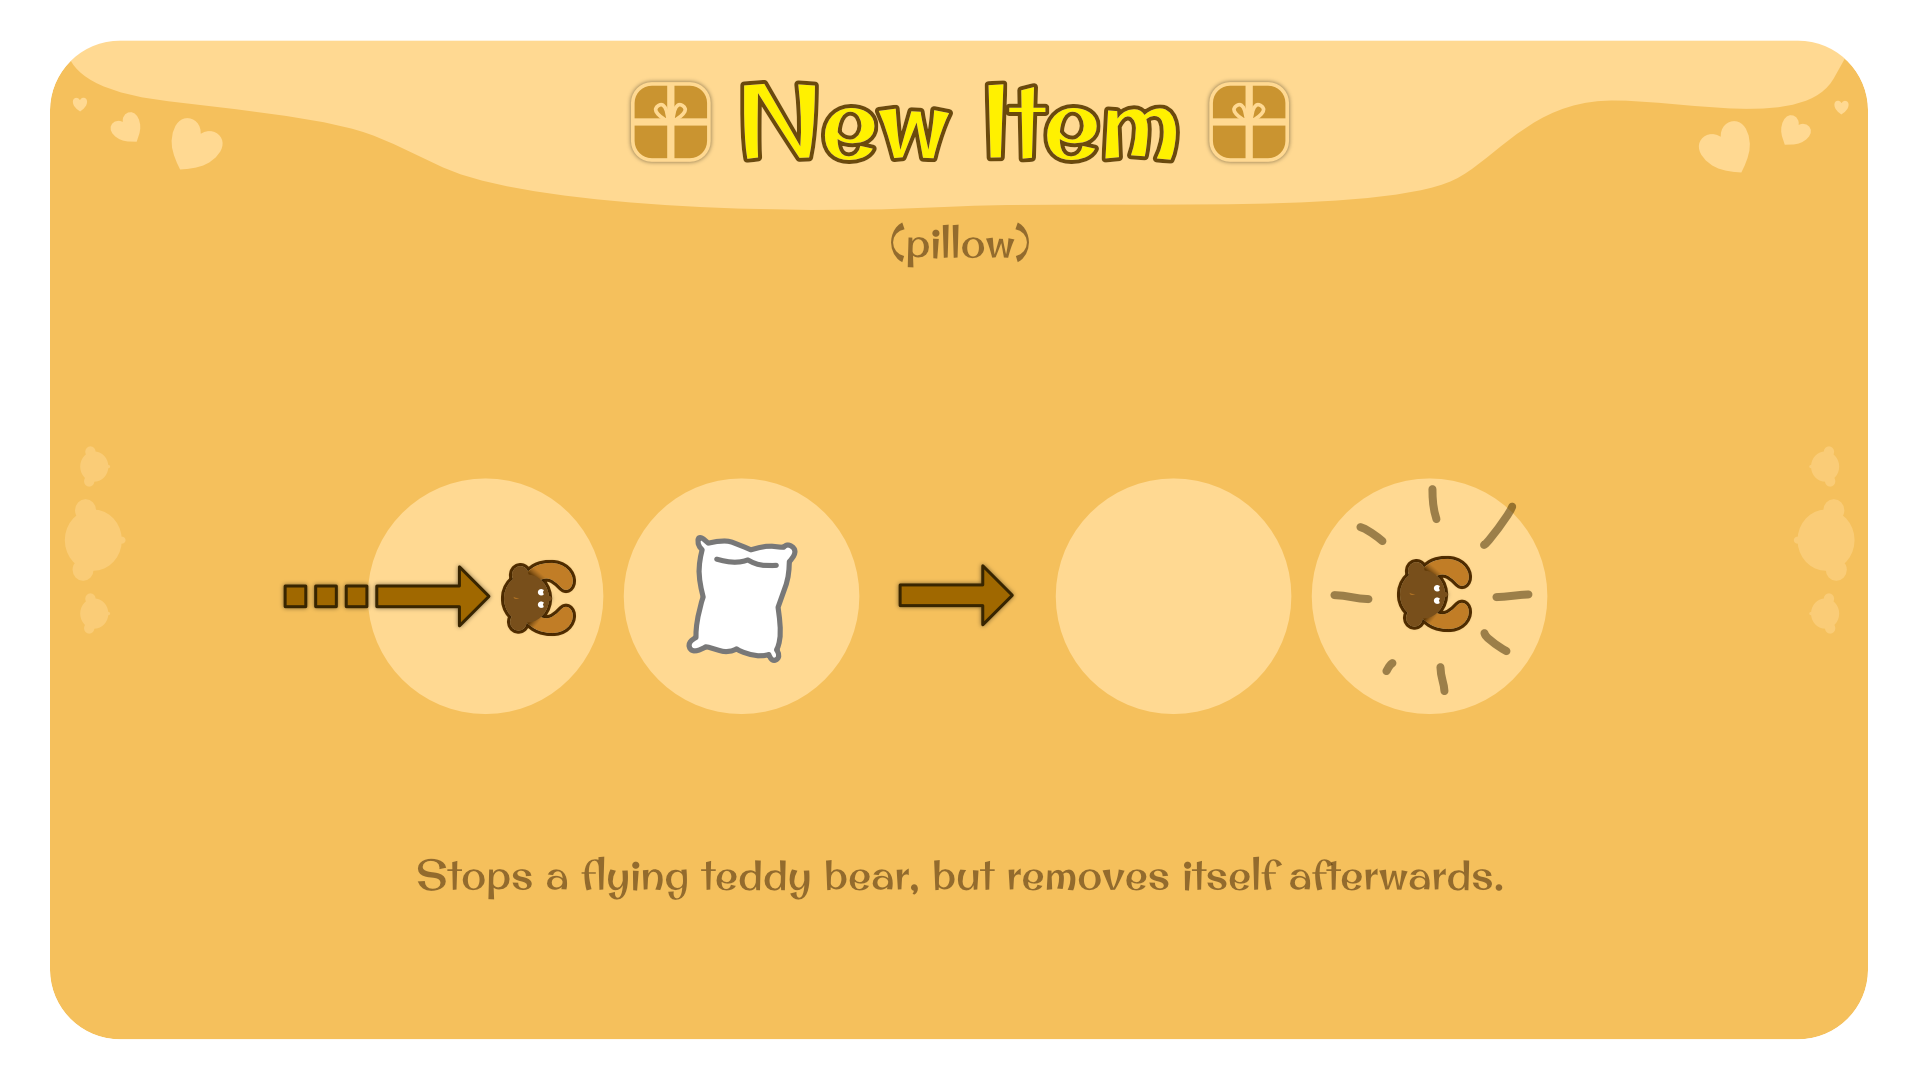 New Item
(pillow)
Stops a flying teddy bear, but removes itself afterwards.